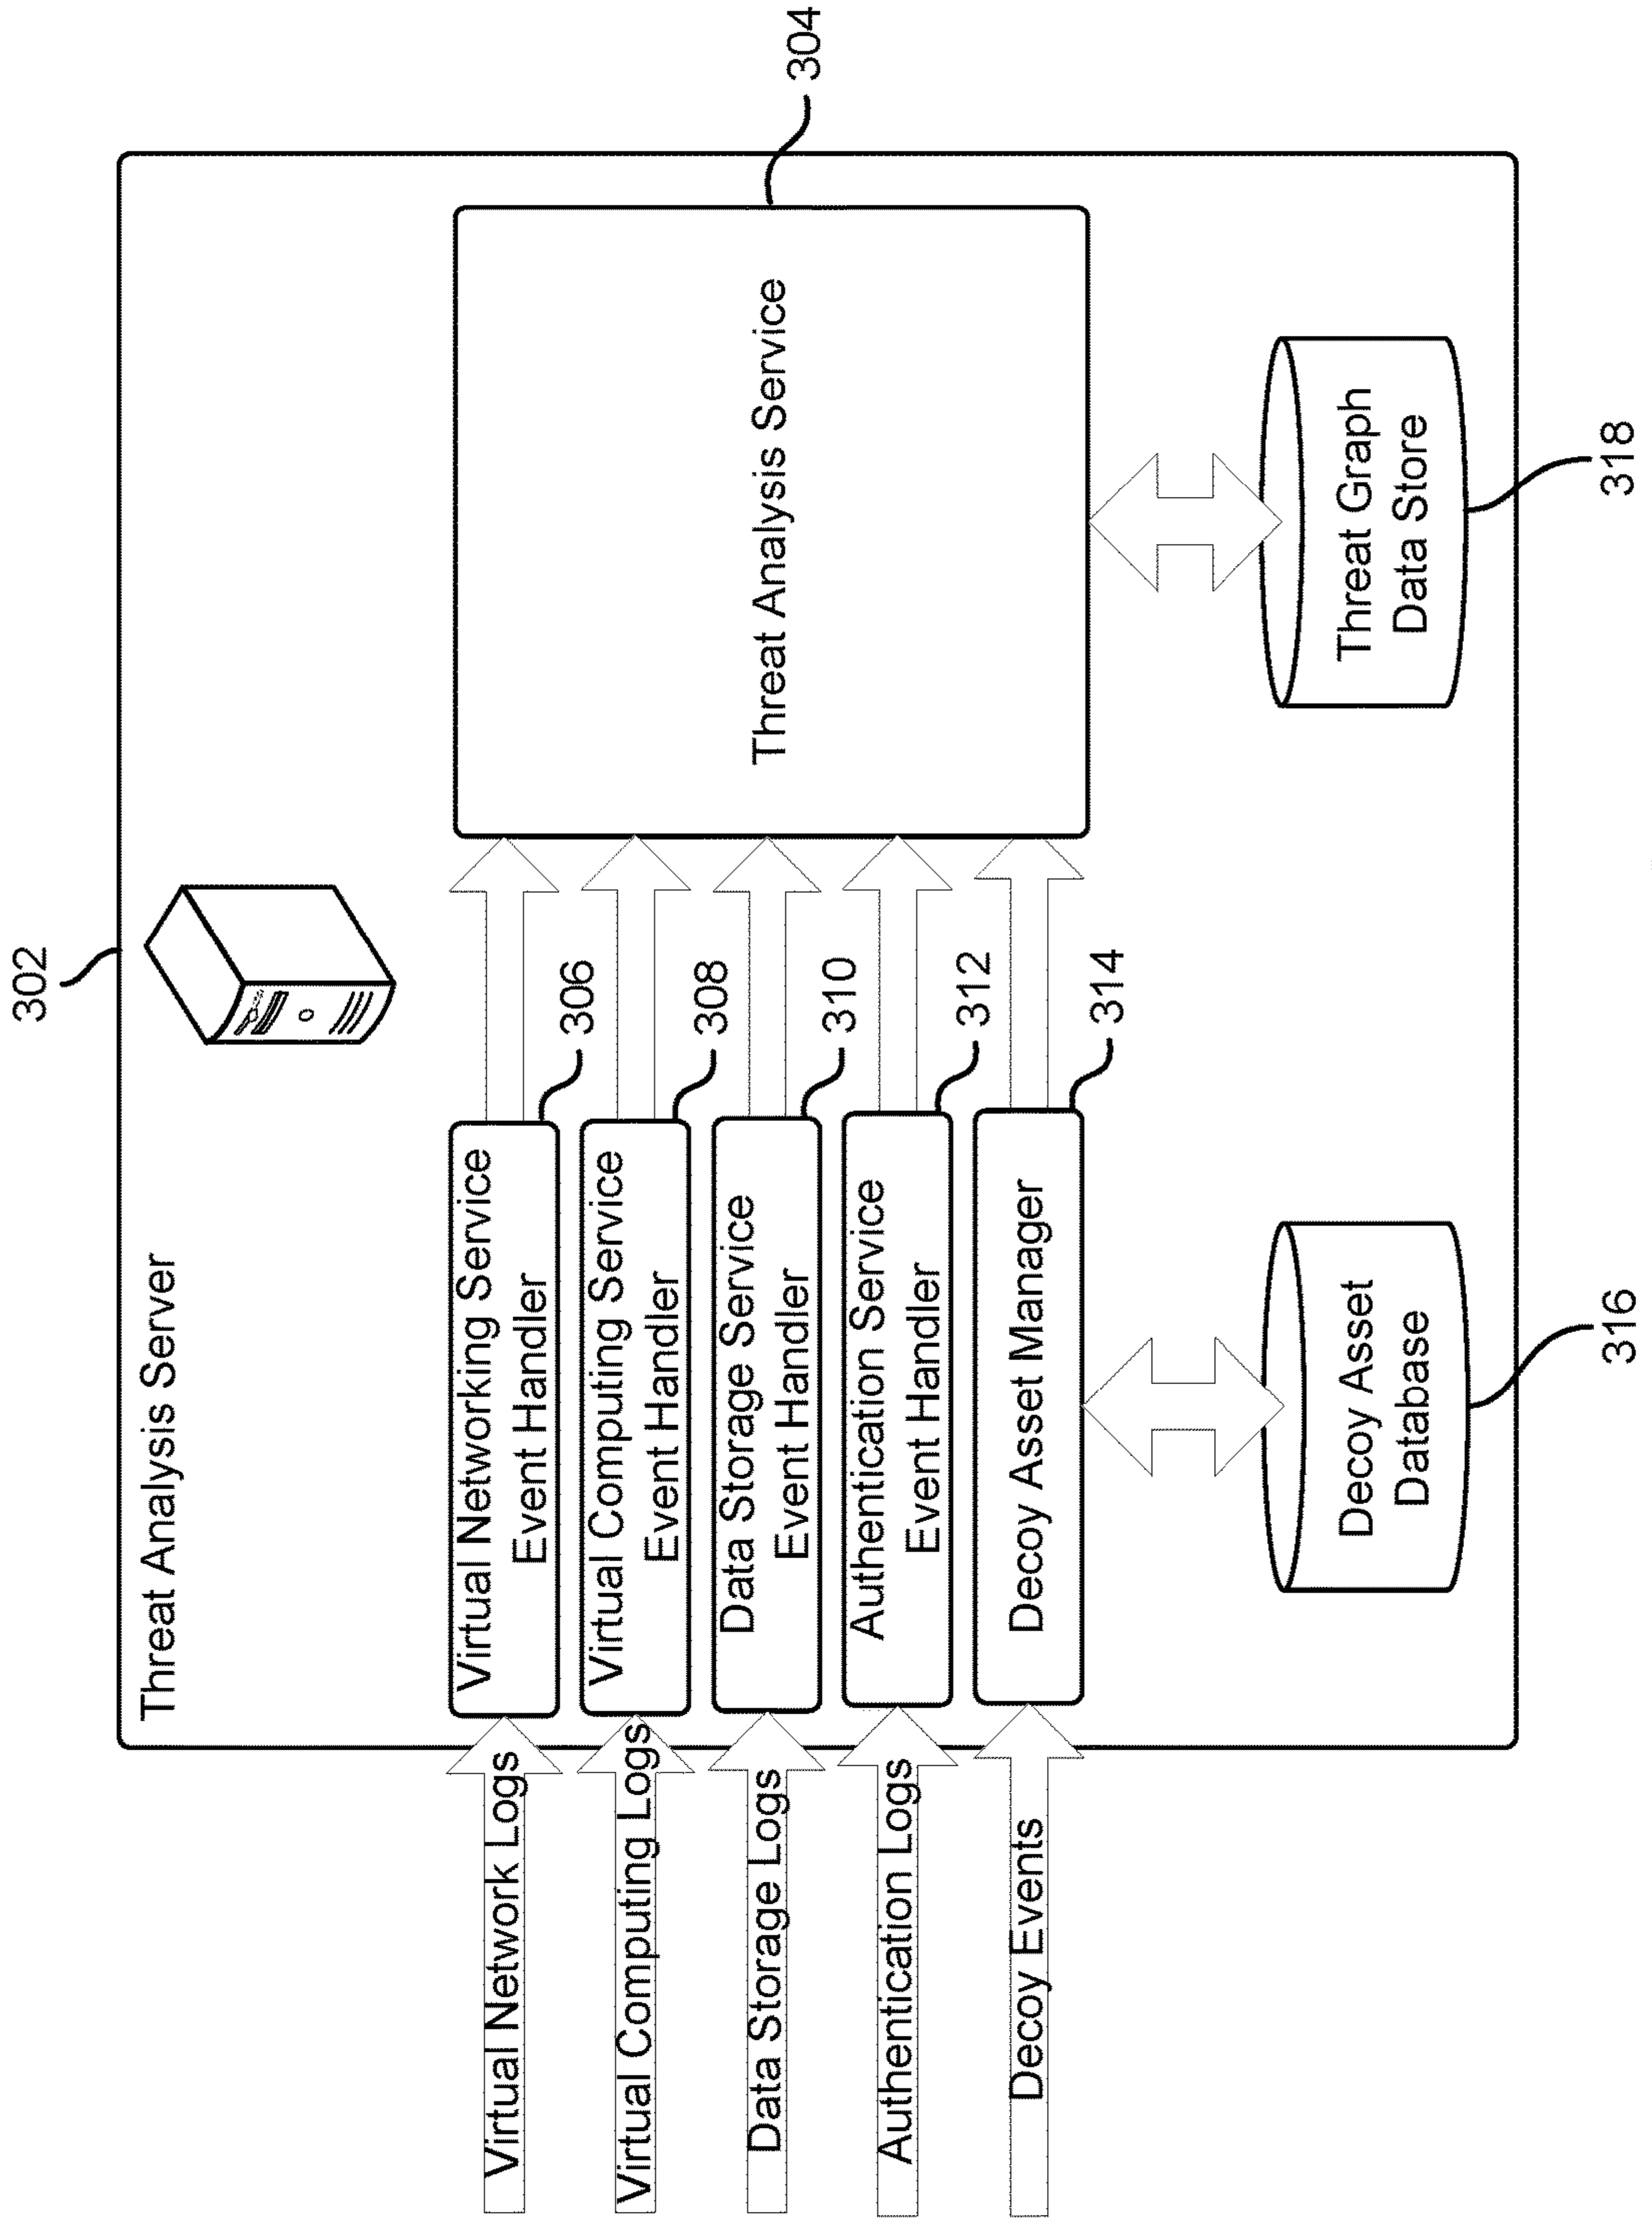 302
Threat Analysis Server
304
Virtual Network Logs
Virtual Networking Service
Event Handler
306
Virtual Computing Logs
Virtual Computing Service
Event Handler
308
Data Storage Logs
Data Storage Service
Event Handler
310
Authentication Logs
Authentication Service
Event Handler
312
Decoy Events
Decoy Asset Manager
314
Threat Analysis Service
Decoy Asset
Database
316
Threat Graph
Data Store
318